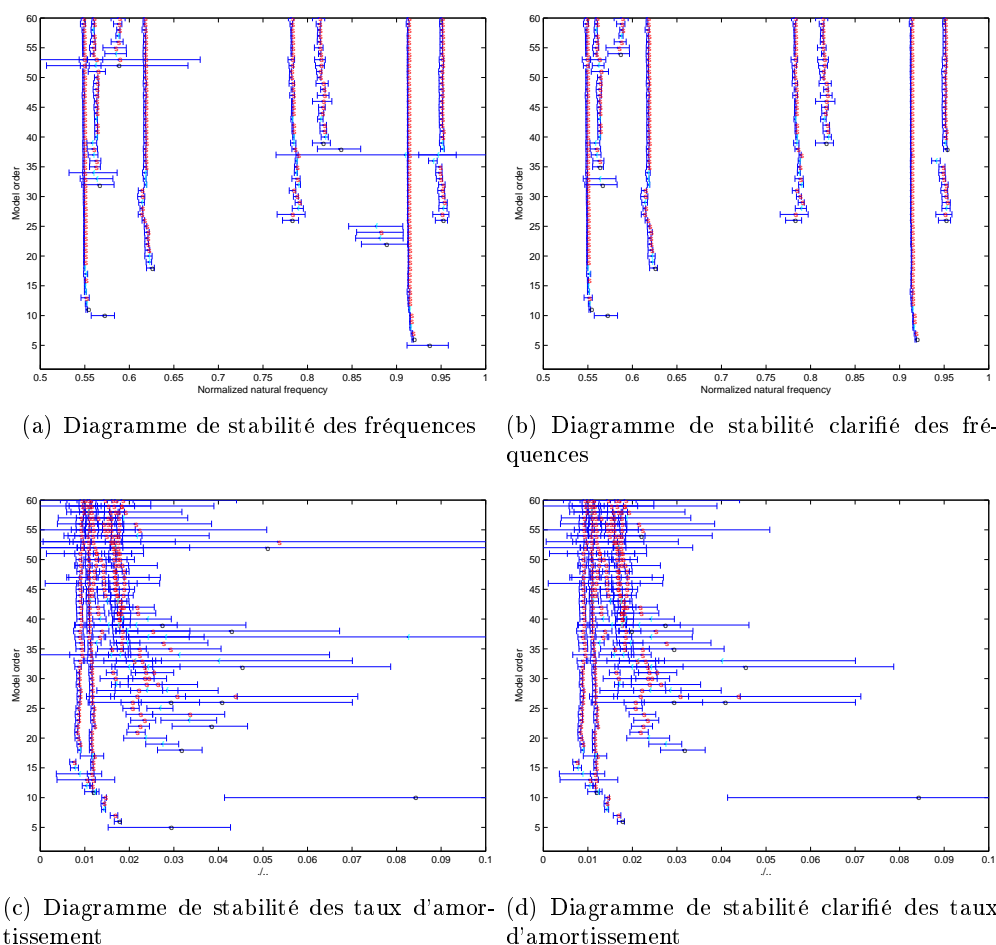 60
55
50
45
40
35
30
25
20
15
10
5
Model order
0.5 0.55 0.6 0.65 0.7 0.75 0.8 0.85 0.9 0.95 1
Normalized natural frequency
60
55
50
45
40
35
30
25
20
15
10
5
Model order
0.5 0.55 0.6 0.65 0.7 0.75 0.8 0.85 0.9 0.95 1
Normalized natural frequency
(a) Diagramme de stabilité des fréquences
(b) Diagramme de stabilité clarifié des fré-
quences
60
55
50
45
40
35
30
25
20
15
10
5
Model order
0 0.01 0.02 0.03 0.04 0.05 0.06 0.07 0.08 0.09 0.1
60
55
50
45
40
35
30
25
20
15
10
5
Model order
0 0.01 0.02 0.03 0.04 0.05 0.06 0.07 0.08 0.09 0.1
(c) Diagramme de stabilité des taux d'amor-
tissement
(d) Diagramme de stabilité clarifié des taux
d'amortissement